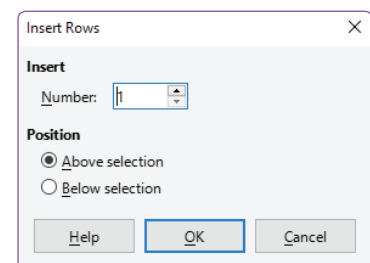 Insert Rows
Insert
Number: 1
Position
Above selection
Below selection
Help OK Cancel